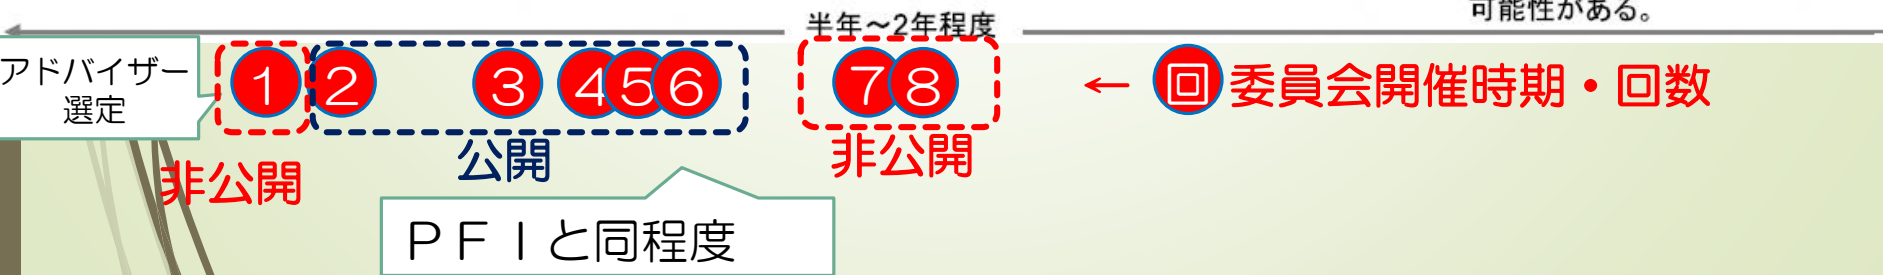 可能性がある。
半年～2年程度
アドバイザー
選定
1 2 3 4 5 6 7 8 ← 回 委員会開催時期・回数
非公開
公開
非公開
ＰＦＩと同程度